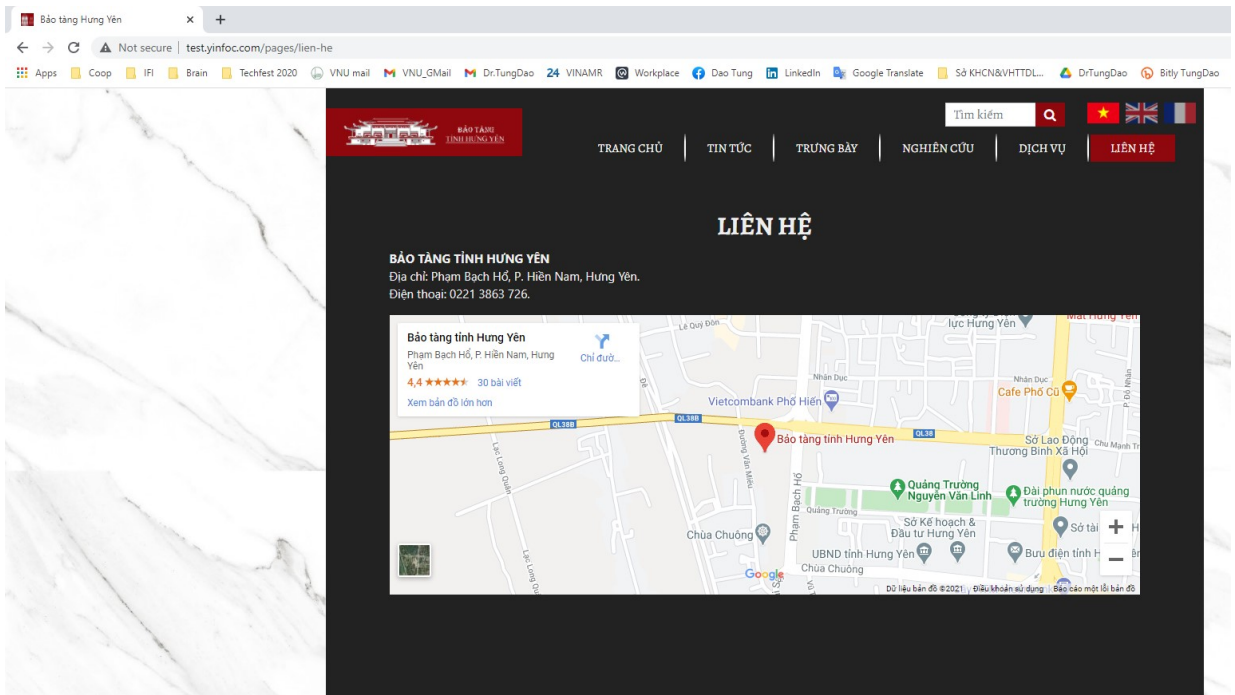 Bảo tàng Hưng Yên
Not secure | test.yinfoc.com/pages/lien-he
Apps Coop IFI Brain Techfest 2020 VNU mail VNU_GMail Dr.TungDao 24 VINAMR Workplace Dao Tung LinkedIn Google Translate Sở KHCN&VHTTDL... DrTungDao Bitly TungDao
BẢO TÀNG
TỈNH HƯNG YÊN
Tìm kiếm
TRANG CHỦ TIN TỨC TRƯNG BÀY NGHIÊN CỨU DỊCH VỤ LIÊN HỆ
LIÊN HỆ
BẢO TÀNG TỈNH HƯNG YÊN
Địa chỉ: Phạm Bạch Hổ, P. Hiền Nam, Hưng Yên.
Điện thoại: 0221 3863 726.
Bảo tàng tỉnh Hưng Yên
Phạm Bạch Hổ, P. Hiền Nam, Hưng
Yên
Chỉ đườ...
4,4 30 bài viết
Xem bản đồ lớn hơn
Lê Quý Đôn
lực Hưng Yên
Nhân Dục
Nhân Dục
Cafe Phố Cũ
P. Đỗ Nhân
Vietcombank Phố Hiến
QL38B
QL38B
QL38
Bảo tàng tỉnh Hưng Yên
Đường Văn Miếu
Lạc Long Quân
Sở Lao Động
Thương Binh Xã Hội
Chu Mạnh Tr
Phạm Bạch Hổ
Quảng Trường
Nguyễn Văn Linh
Đài phun nước quảng
trường Hưng Yên
Quảng Trường
Sở Kế hoạch &
Đầu tư Hưng Yên
Sở tài
Chùa Chuông
UBND tỉnh Hưng Yên
Bưu điện tỉnh H
Chùa Chuông
Google
Dữ liệu bản đồ ©2021 Điều khoản sử dụng Báo cáo một lỗi bản đồ